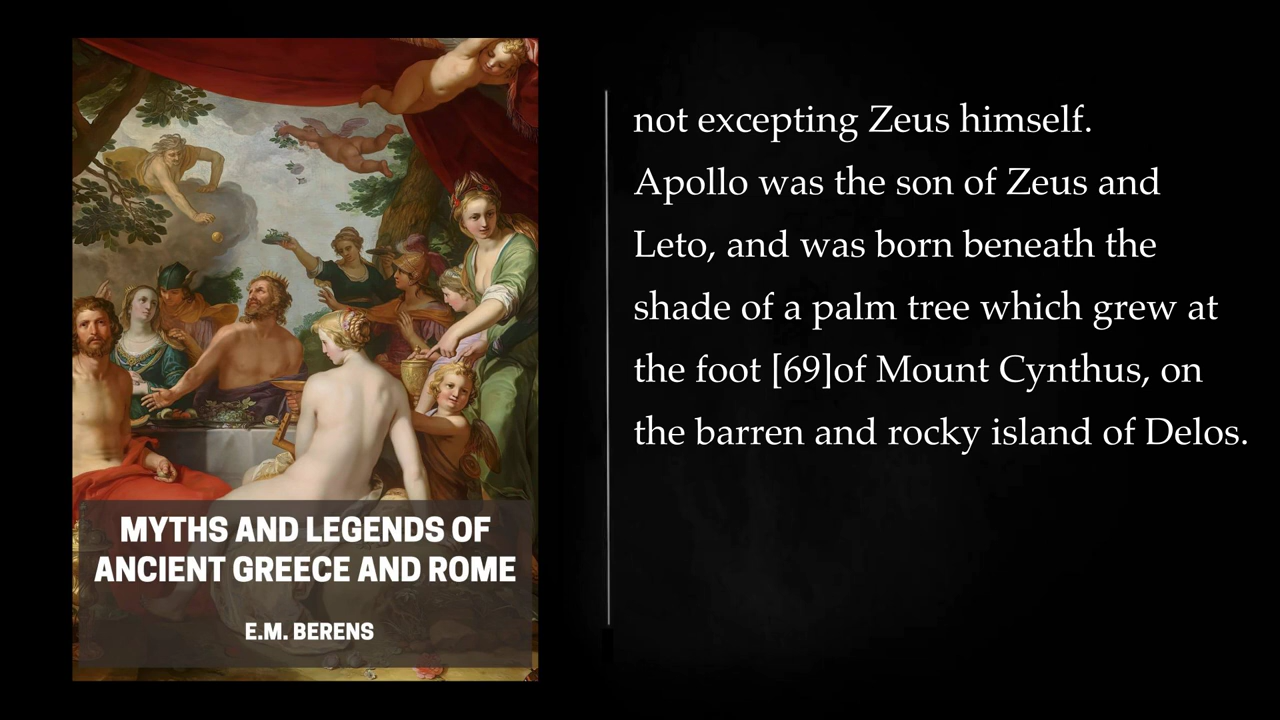 MYTHS AND LEGENDS OF
ANCIENT GREECE AND ROME
E.M. BERENS
not excepting Zeus himself.
Apollo was the son of Zeus and
Leto, and was born beneath the
shade of a palm tree which grew at
the foot [69]of Mount Cynthus, on
the barren and rocky island of Delos.